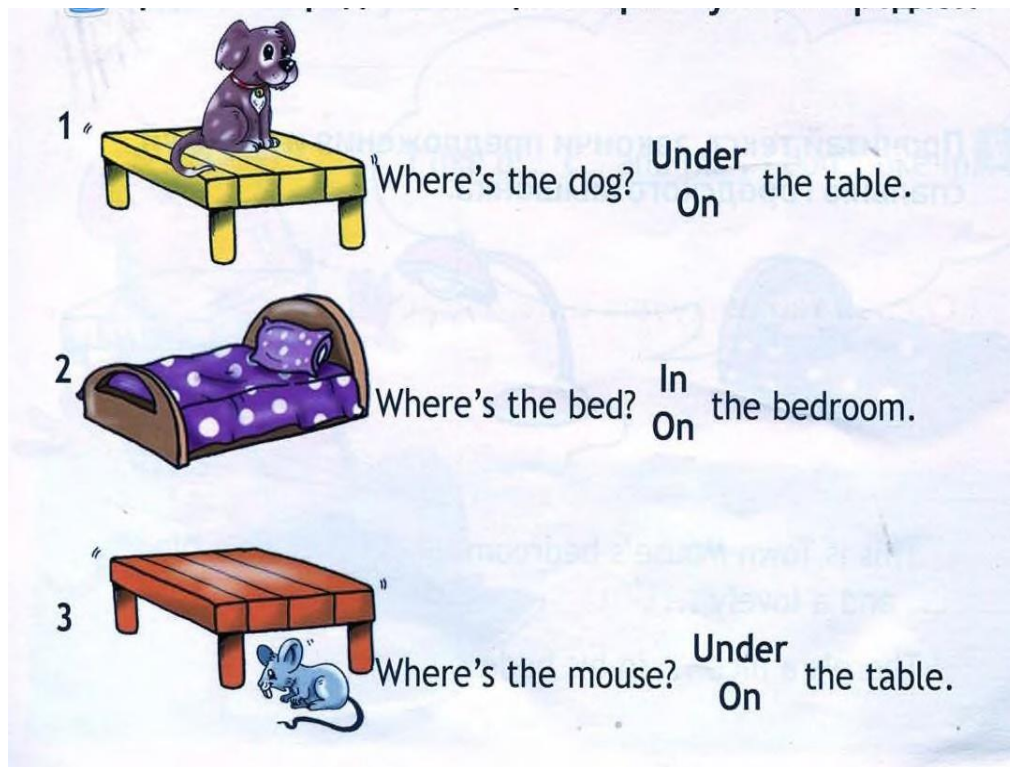 1
Where's the dog? Under the table.
On
2
Where's the bed? In the bedroom.
On
3
Where's the mouse? Under the table.
On